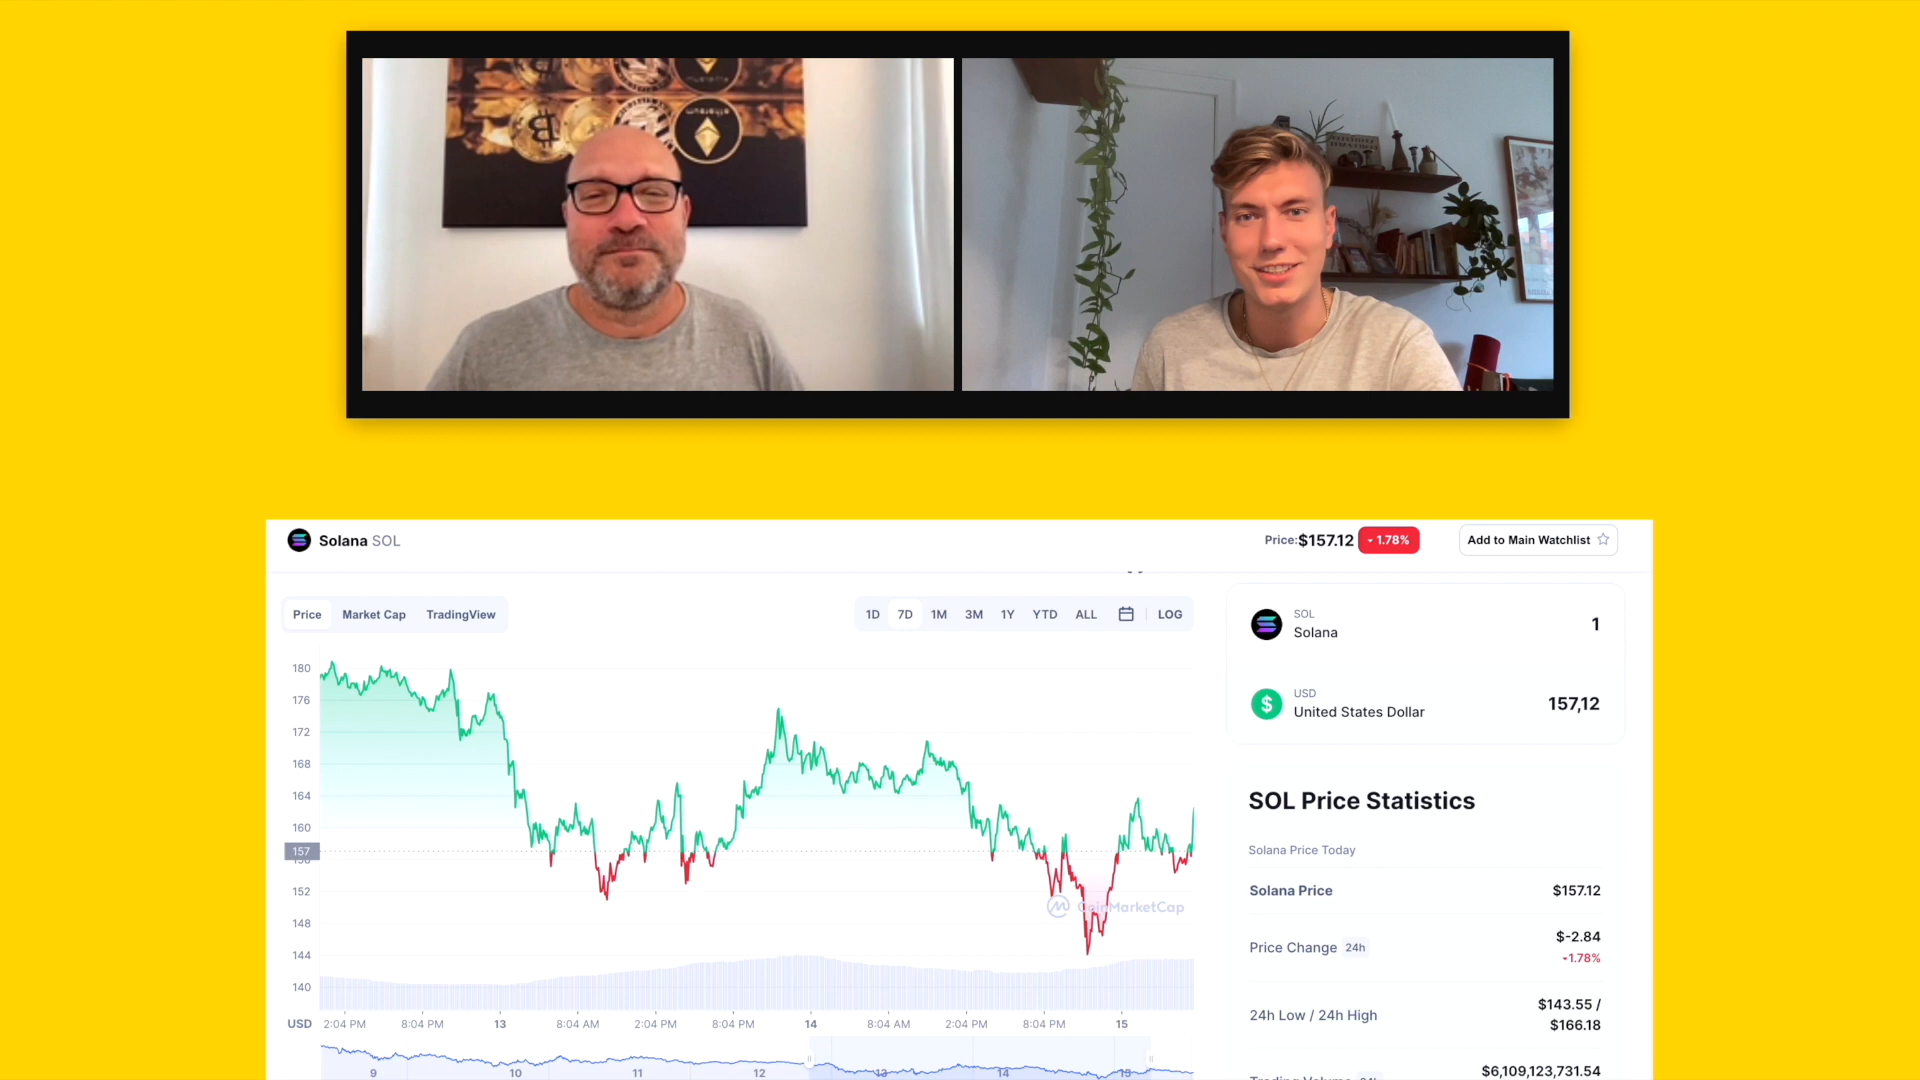 ethereum
Solana SOL
Price:$157.12 1.78%
Add to Main Watchlist
Price Market Cap TradingView
1D 7D 1M 3M 1Y YTD ALL LOG
SOL
Solana
1
USD
United States Dollar
157,12
180
176
172
168
164
160
157
152
148
144
140
CoinMarketCap
USD 2:04 PM 8:04 PM 13 8:04 AM 2:04 PM 8:04 PM 14 8:04 AM 2:04 PM 8:04 PM 15
9 10 11 12 13 14 15
SOL Price Statistics
Solana Price Today
Solana Price $157.12
Price Change 24h $-2.84
-1.78%
24h Low / 24h High $143.55 /
$166.18
Trading Volume 24h $6,109,123,731.54